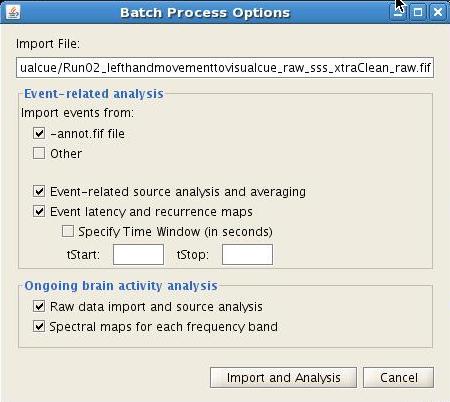 Batch Process Options
Import File:
ualcue/Run02_lefthandmovementtovisualcue_raw_sss_xtraClean_raw.fif
Event-related analysis
Import events from:
-annot.fif file
Other
Event-related source analysis and averaging
Event latency and recurrence maps
Specify Time Window (in seconds)
tStart: tStop:
Ongoing brain activity analysis
Raw data import and source analysis
Spectral maps for each frequency band
Import and Analysis Cancel